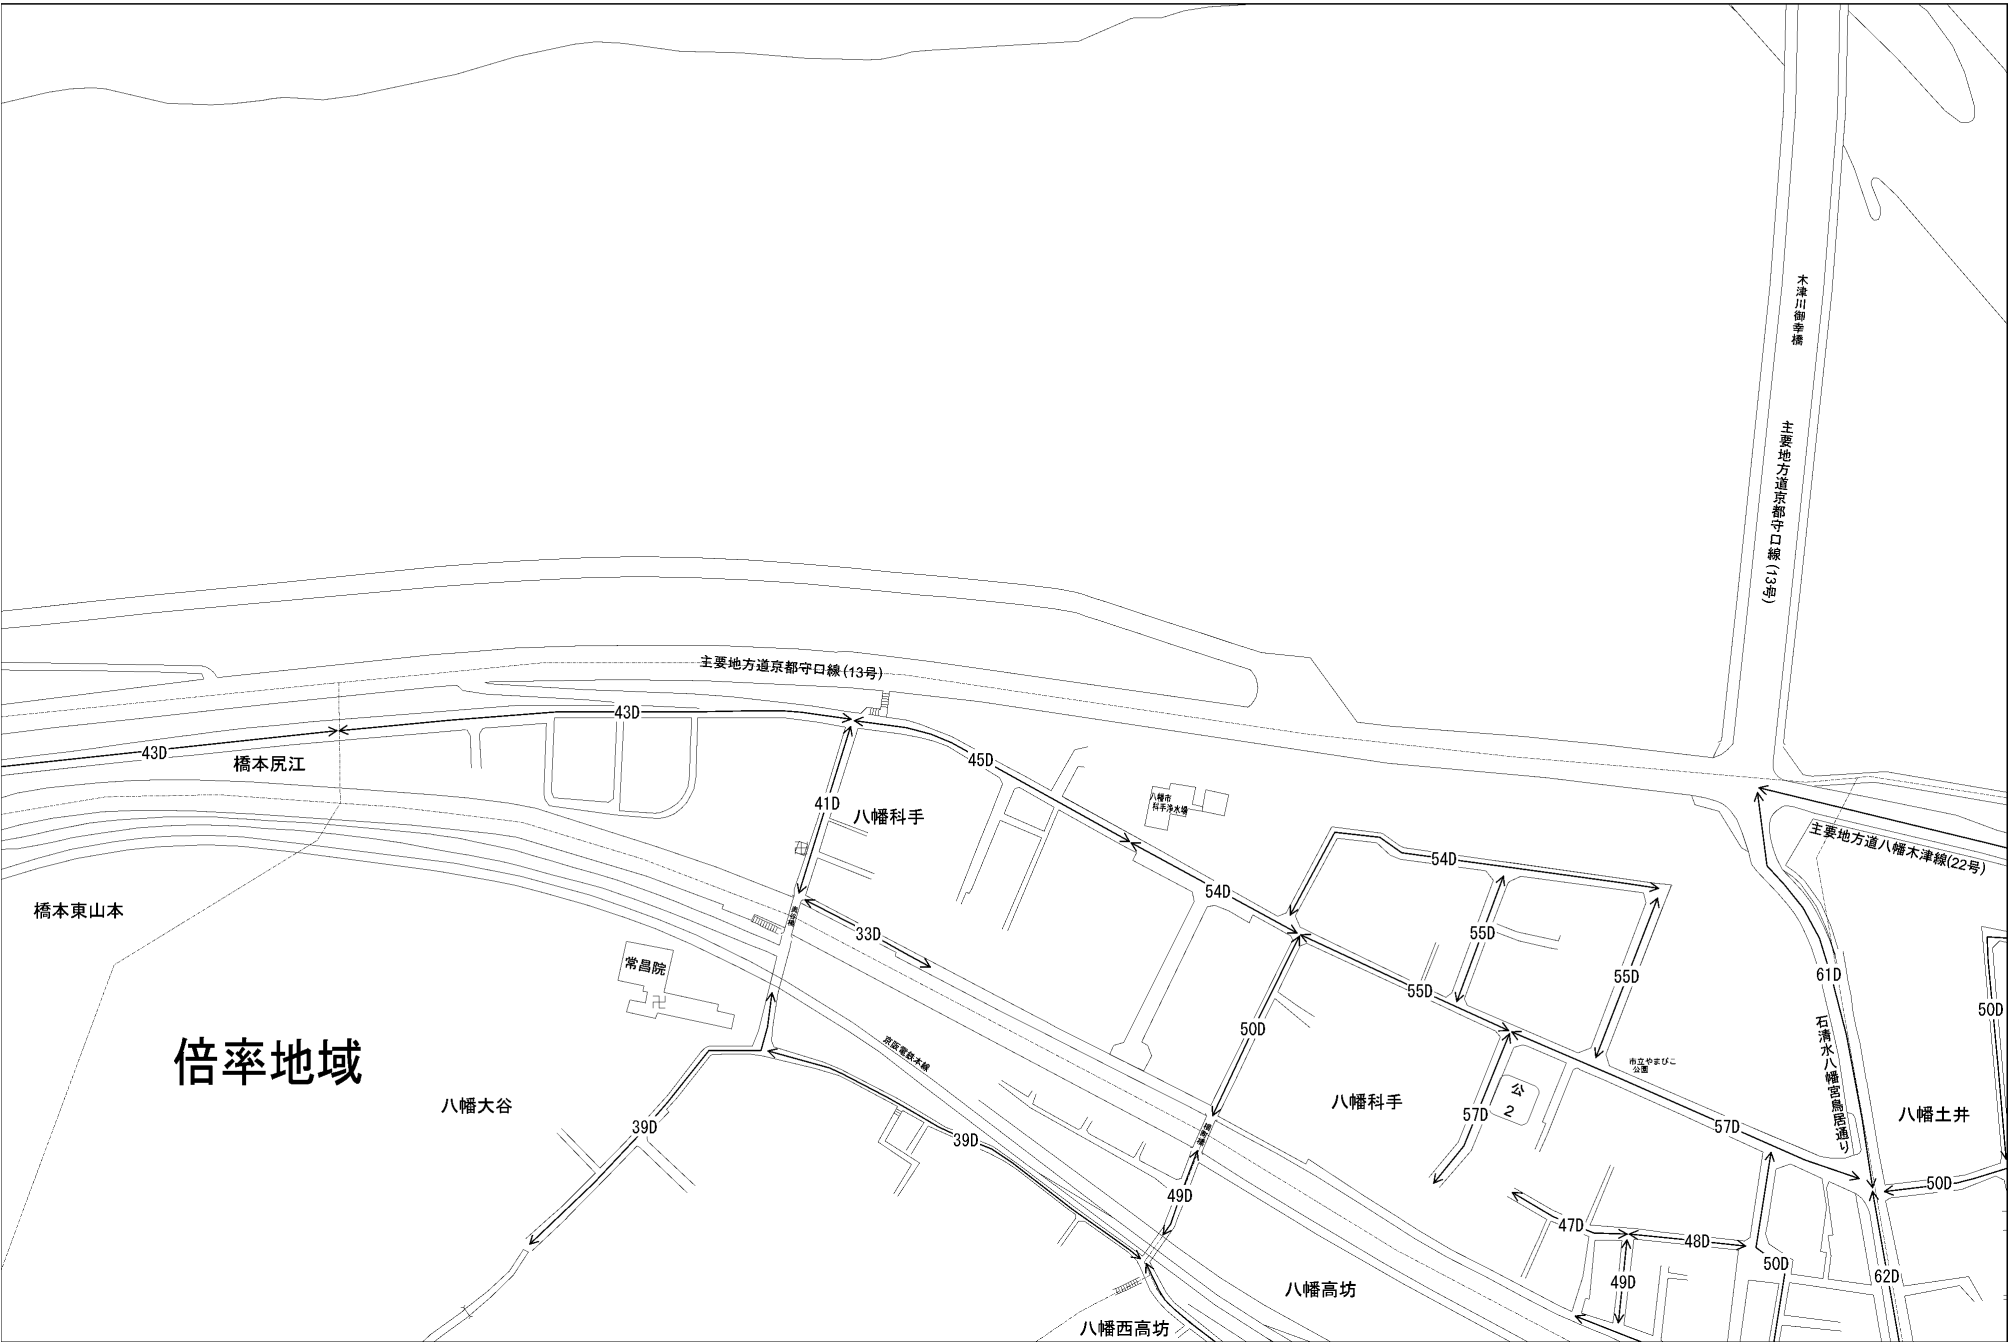 木津川御幸橋
主要地方道京都守口線(13号)
主要地方道京都守口線(13号)
43D
43D
橋本尻江
45D
41D
八幡科手
八幡市
科手浄水場
主要地方道八幡木津線(22号)
54D
54D
橋本東山本
33D
55D
常昌院
卍
55D
55D
61D
50D
50D
石清水八幡宮鳥居通り
京阪電鉄本線
倍率地域
市立やまびこ
公園
公
2
八幡大谷
八幡科手
57D
57D
八幡土井
39D
39D
50D
49D
47D
48D
50D
49D
62D
八幡高坊
八幡西高坊